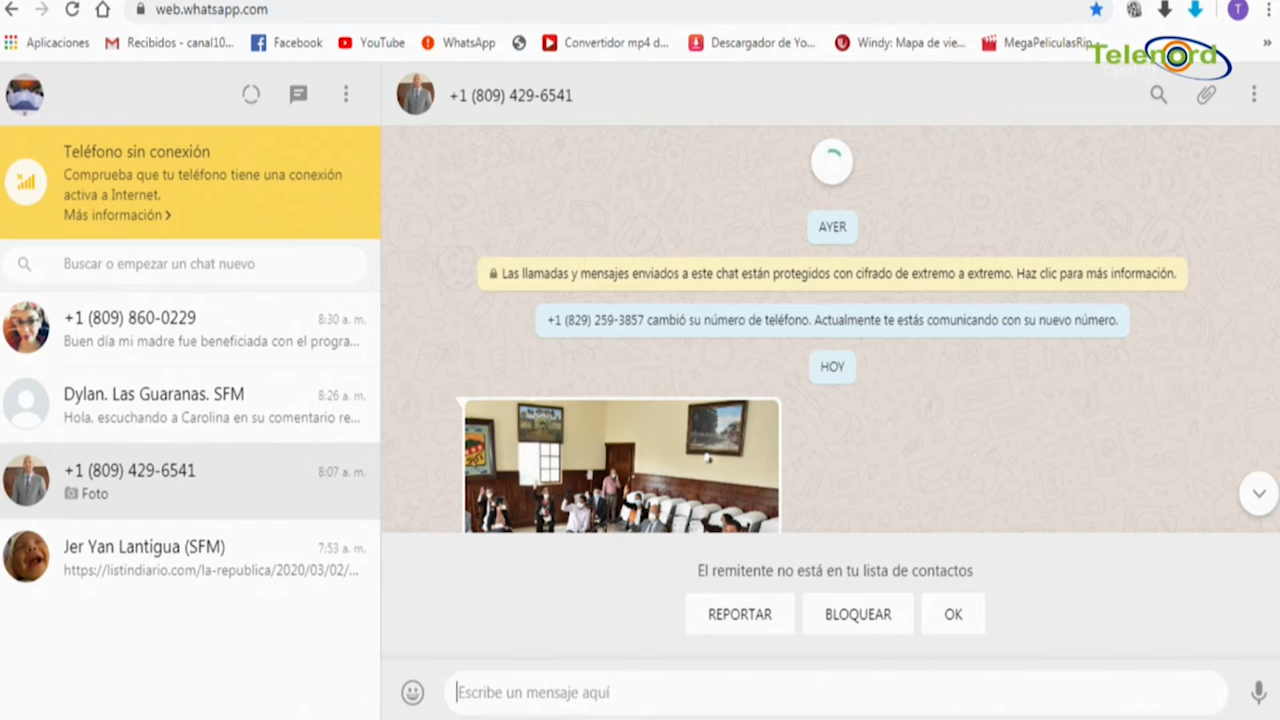 web.whatsapp.com
T
Aplicaciones
Recibidos - canal10...
Facebook
YouTube
WhatsApp
Convertidor mp4 d...
Descargador de Yo...
Windy: Mapa de vie...
MegaPeliculasRip...
»
Telenord
Canal 10
+1 (809) 429-6541
Teléfono sin conexión
Comprueba que tu teléfono tiene una conexión
activa a Internet.
Más información >
Buscar o empezar un chat nuevo
+1 (809) 860-0229
8:30 a. m.
Buen día mi madre fue beneficiada con el progra...
Dylan. Las Guaranas. SFM
8:26 a. m.
Hola, escuchando a Carolina en su comentario re...
+1 (809) 429-6541
8:07 a. m.
Foto
Jer Yan Lantigua (SFM)
7:53 a. m.
https://listindiario.com/la-republica/2020/03/02/...
AYER
Las llamadas y mensajes enviados a este chat están protegidos con cifrado de extremo a extremo. Haz clic para más información.
+1 (829) 259-3857 cambió su número de teléfono. Actualmente te estás comunicando con su nuevo número.
HOY
El remitente no está en tu lista de contactos
REPORTAR
BLOQUEAR
OK
Escribe un mensaje aquí